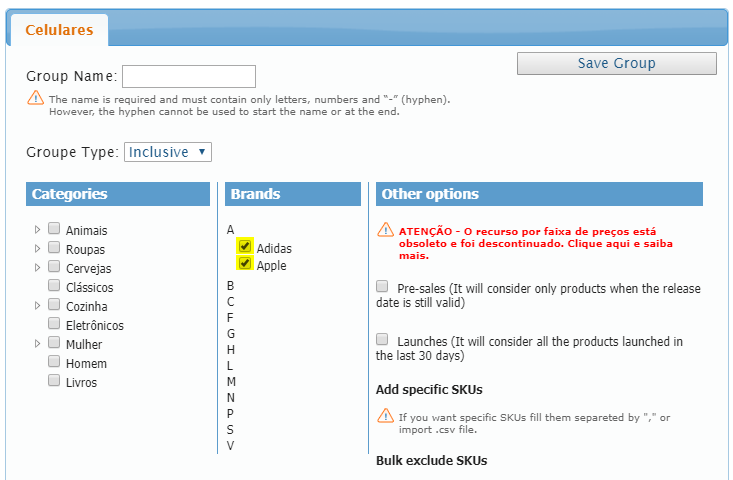 Celulares
Save Group
Group Name:
The name is required and must contain only letters, numbers and “-” (hyphen).
However, the hyphen cannot be used to start the name or at the end.
Groupe Type: Inclusive
Categories
Animais
Roupas
Cervejas
Clássicos
Cozinha
Eletrônicos
Mulher
Homem
Livros
Brands
A
Adidas
Apple
B
C
F
G
H
L
M
N
P
S
V
Other options
ATENÇÃO - O recurso por faixa de preços está
obsoleto e foi descontinuado. Clique aqui e saiba
mais.
Pre-sales (It will consider only products when the release
date is still valid)
Launches (It will consider all the products launched in
the last 30 days)
Add specific SKUs
If you want specific SKUs fill them separeted by "," or
import .csv file.
Bulk exclude SKUs